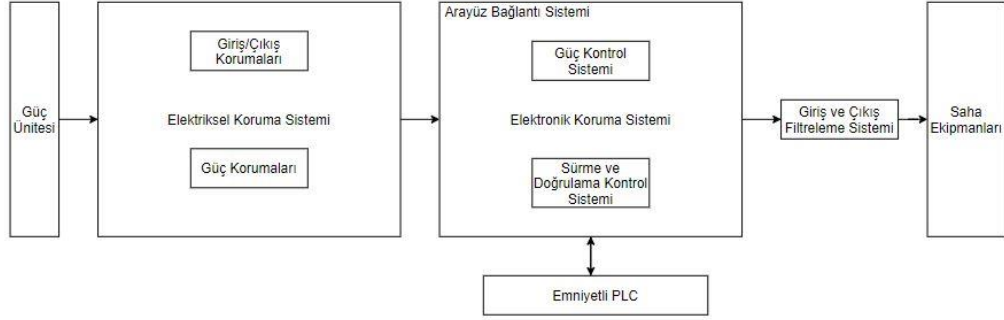 Güç
Ünitesi
Giriş/Çıkış
Korumaları
Elektriksel Koruma Sistemi
Güç Korumaları
Arayüz Bağlantı Sistemi
Güç Kontrol
Sistemi
Elektronik Koruma Sistemi
Sürme ve
Doğrulama Kontrol
Sistemi
Emniyetli PLC
Giriş ve Çıkış
Filtreleme Sistemi
Saha
Ekipmanları